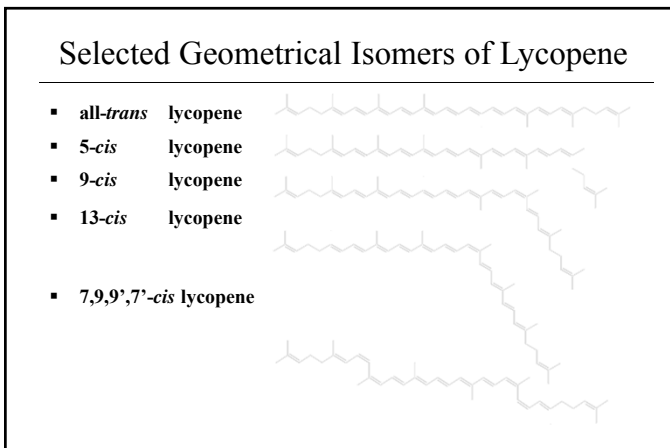 Selected Geometrical Isomers of Lycopene
▪ all-trans lycopene
▪ 5-cis lycopene
▪ 9-cis lycopene
▪ 13-cis lycopene
▪ 7,9,9’,7’-cis lycopene